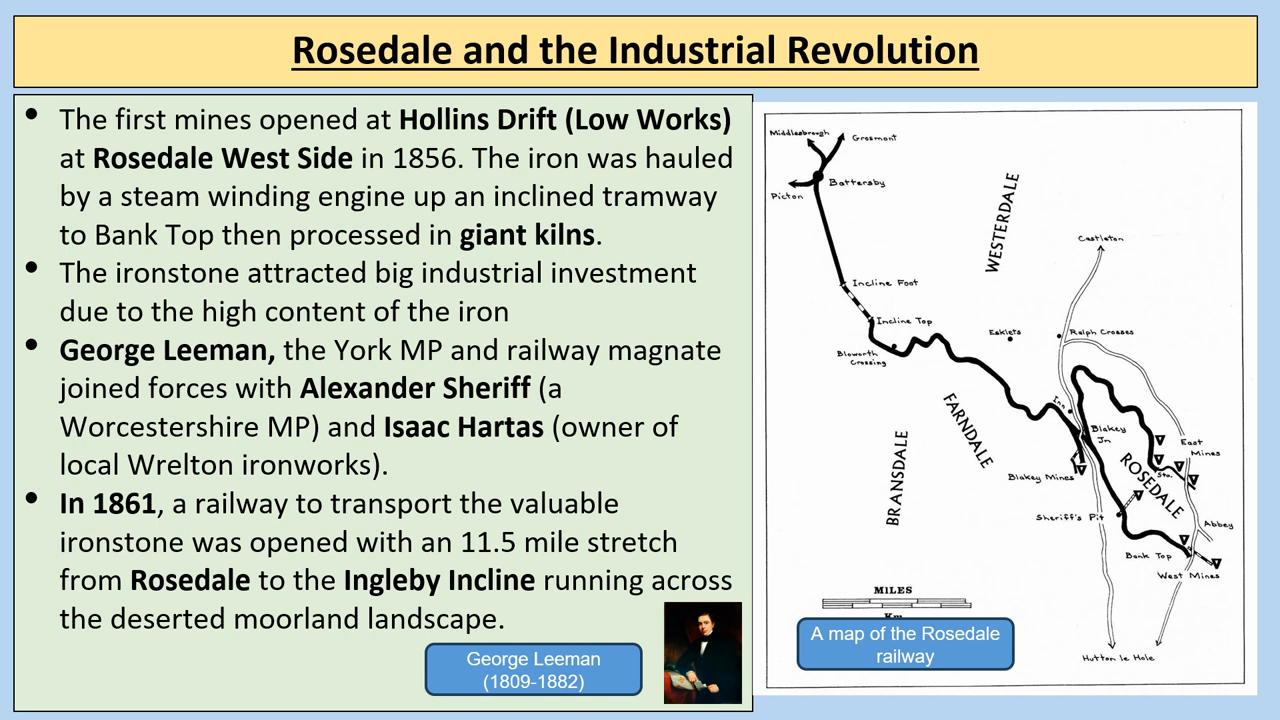 Rosedale and the Industrial Revolution
• The first mines opened at Hollins Drift (Low Works)
at Rosedale West Side in 1856. The iron was hauled
by a steam winding engine up an inclined tramway
to Bank Top then processed in giant kilns.
• The ironstone attracted big industrial investment
due to the high content of the iron
• George Leeman, the York MP and railway magnate
joined forces with Alexander Sheriff (a
Worcestershire MP) and Isaac Hartas (owner of
local Wrelton ironworks).
• In 1861, a railway to transport the valuable
ironstone was opened with an 11.5 mile stretch
from Rosedale to the Ingleby Incline running across
the deserted moorland landscape.
George Leeman
(1809-1882)
Middlesbrough
Grosmont
Battersby
Picton
WESTERDALE
Castleton
Incline Foot
Incline Top
Esklets
Ralph Crosses
Bloworth
Crossing
Inn
FARNDALE
Blakey
Jn
East
Mines
BRANSDALE
ROSEDALE
Sta.
Blakey Mines
Sheriff's Pit
Abbey
Bank Top
West Mines
MILES
Km
Hutton le Hole
A map of the Rosedale
railway